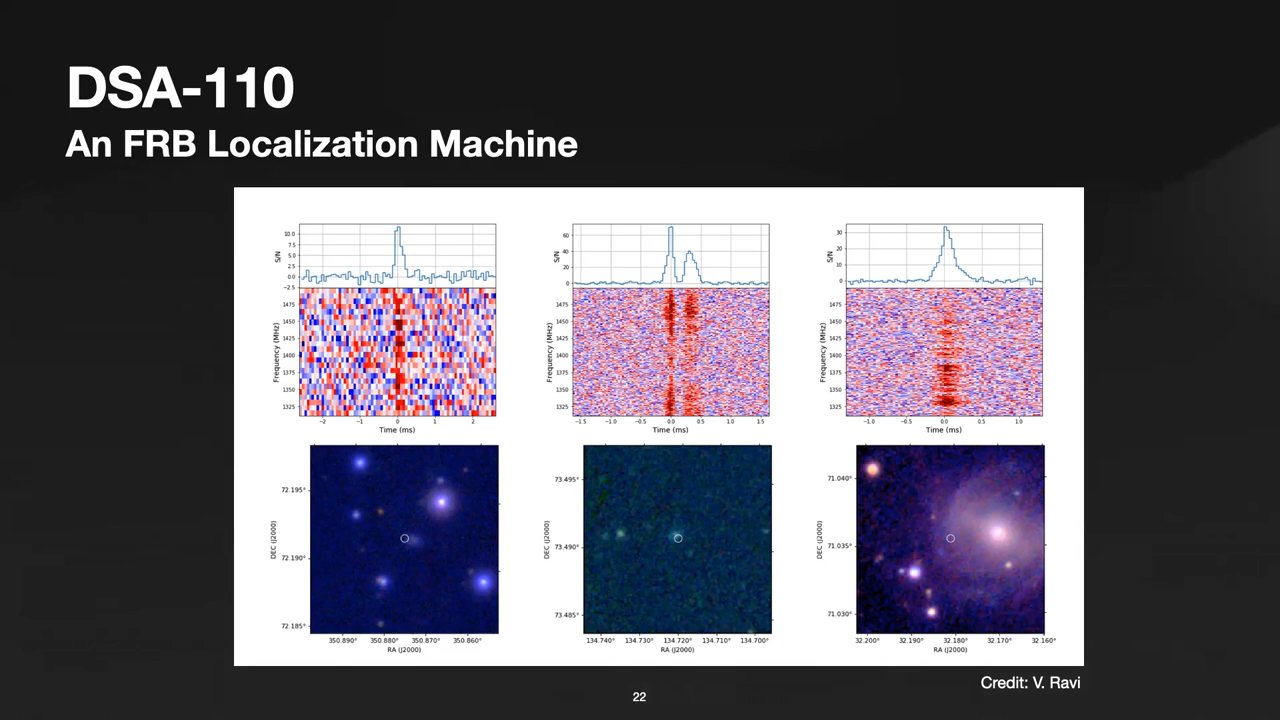 DSA-110
An FRB Localization Machine
10.0
7.5
5.0
2.5
0.0
−2.5
S/N
1475
1450
1425
1400
1375
1350
1325
Frequency (MHz)
−2 −1 0 1 2
Time (ms)
60
40
20
0
S/N
1475
1450
1425
1400
1375
1350
1325
Frequency (MHz)
−1.5 −1.0 −0.5 0.0 0.5 1.0 1.5
Time (ms)
30
20
10
0
S/N
1475
1450
1425
1400
1375
1350
1325
Frequency (MHz)
−1.0 −0.5 0.0 0.5 1.0
Time (ms)
72.195°
72.190°
72.185°
DEC (J2000)
350.890° 350.880° 350.870° 350.860°
RA (J2000)
73.495°
73.490°
73.485°
DEC (J2000)
134.740° 134.730° 134.720° 134.710° 134.700°
RA (J2000)
71.040°
71.035°
71.030°
DEC (J2000)
32.200° 32.190° 32.180° 32.170° 32.160°
RA (J2000)
Credit: V. Ravi
22